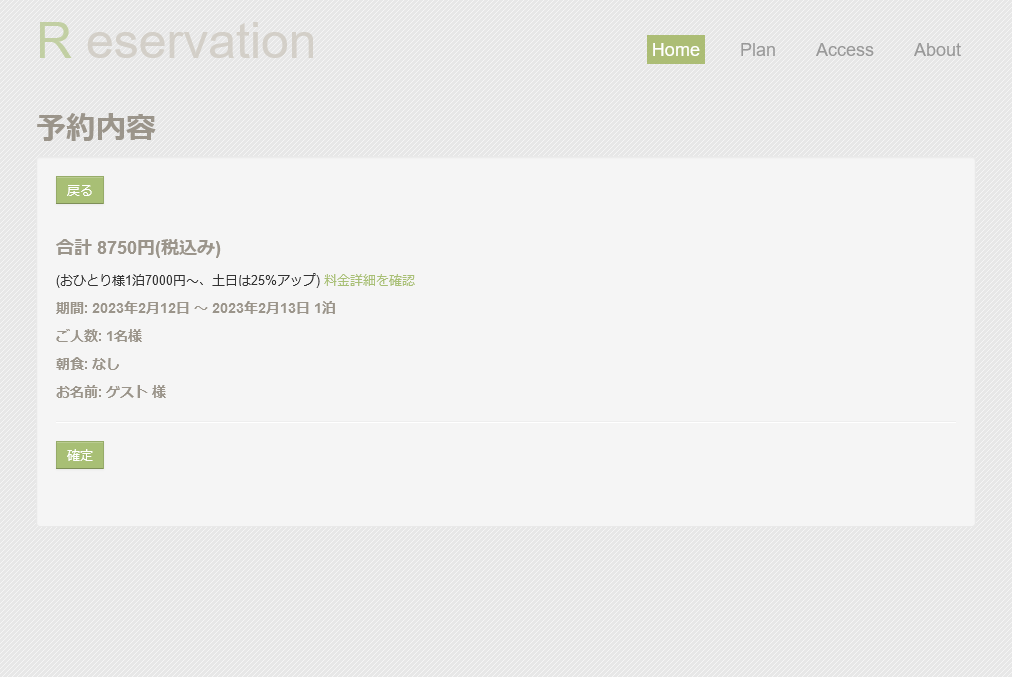 R eservation
Home Plan Access About
予約内容
戻る
合計 8750円(税込み)
(おひとり様1泊7000円～、土日は25%アップ) 料金詳細を確認
期間: 2023年2月12日 ～ 2023年2月13日 1泊
ご人数: 1名様
朝食: なし
お名前: ゲスト 様
確定